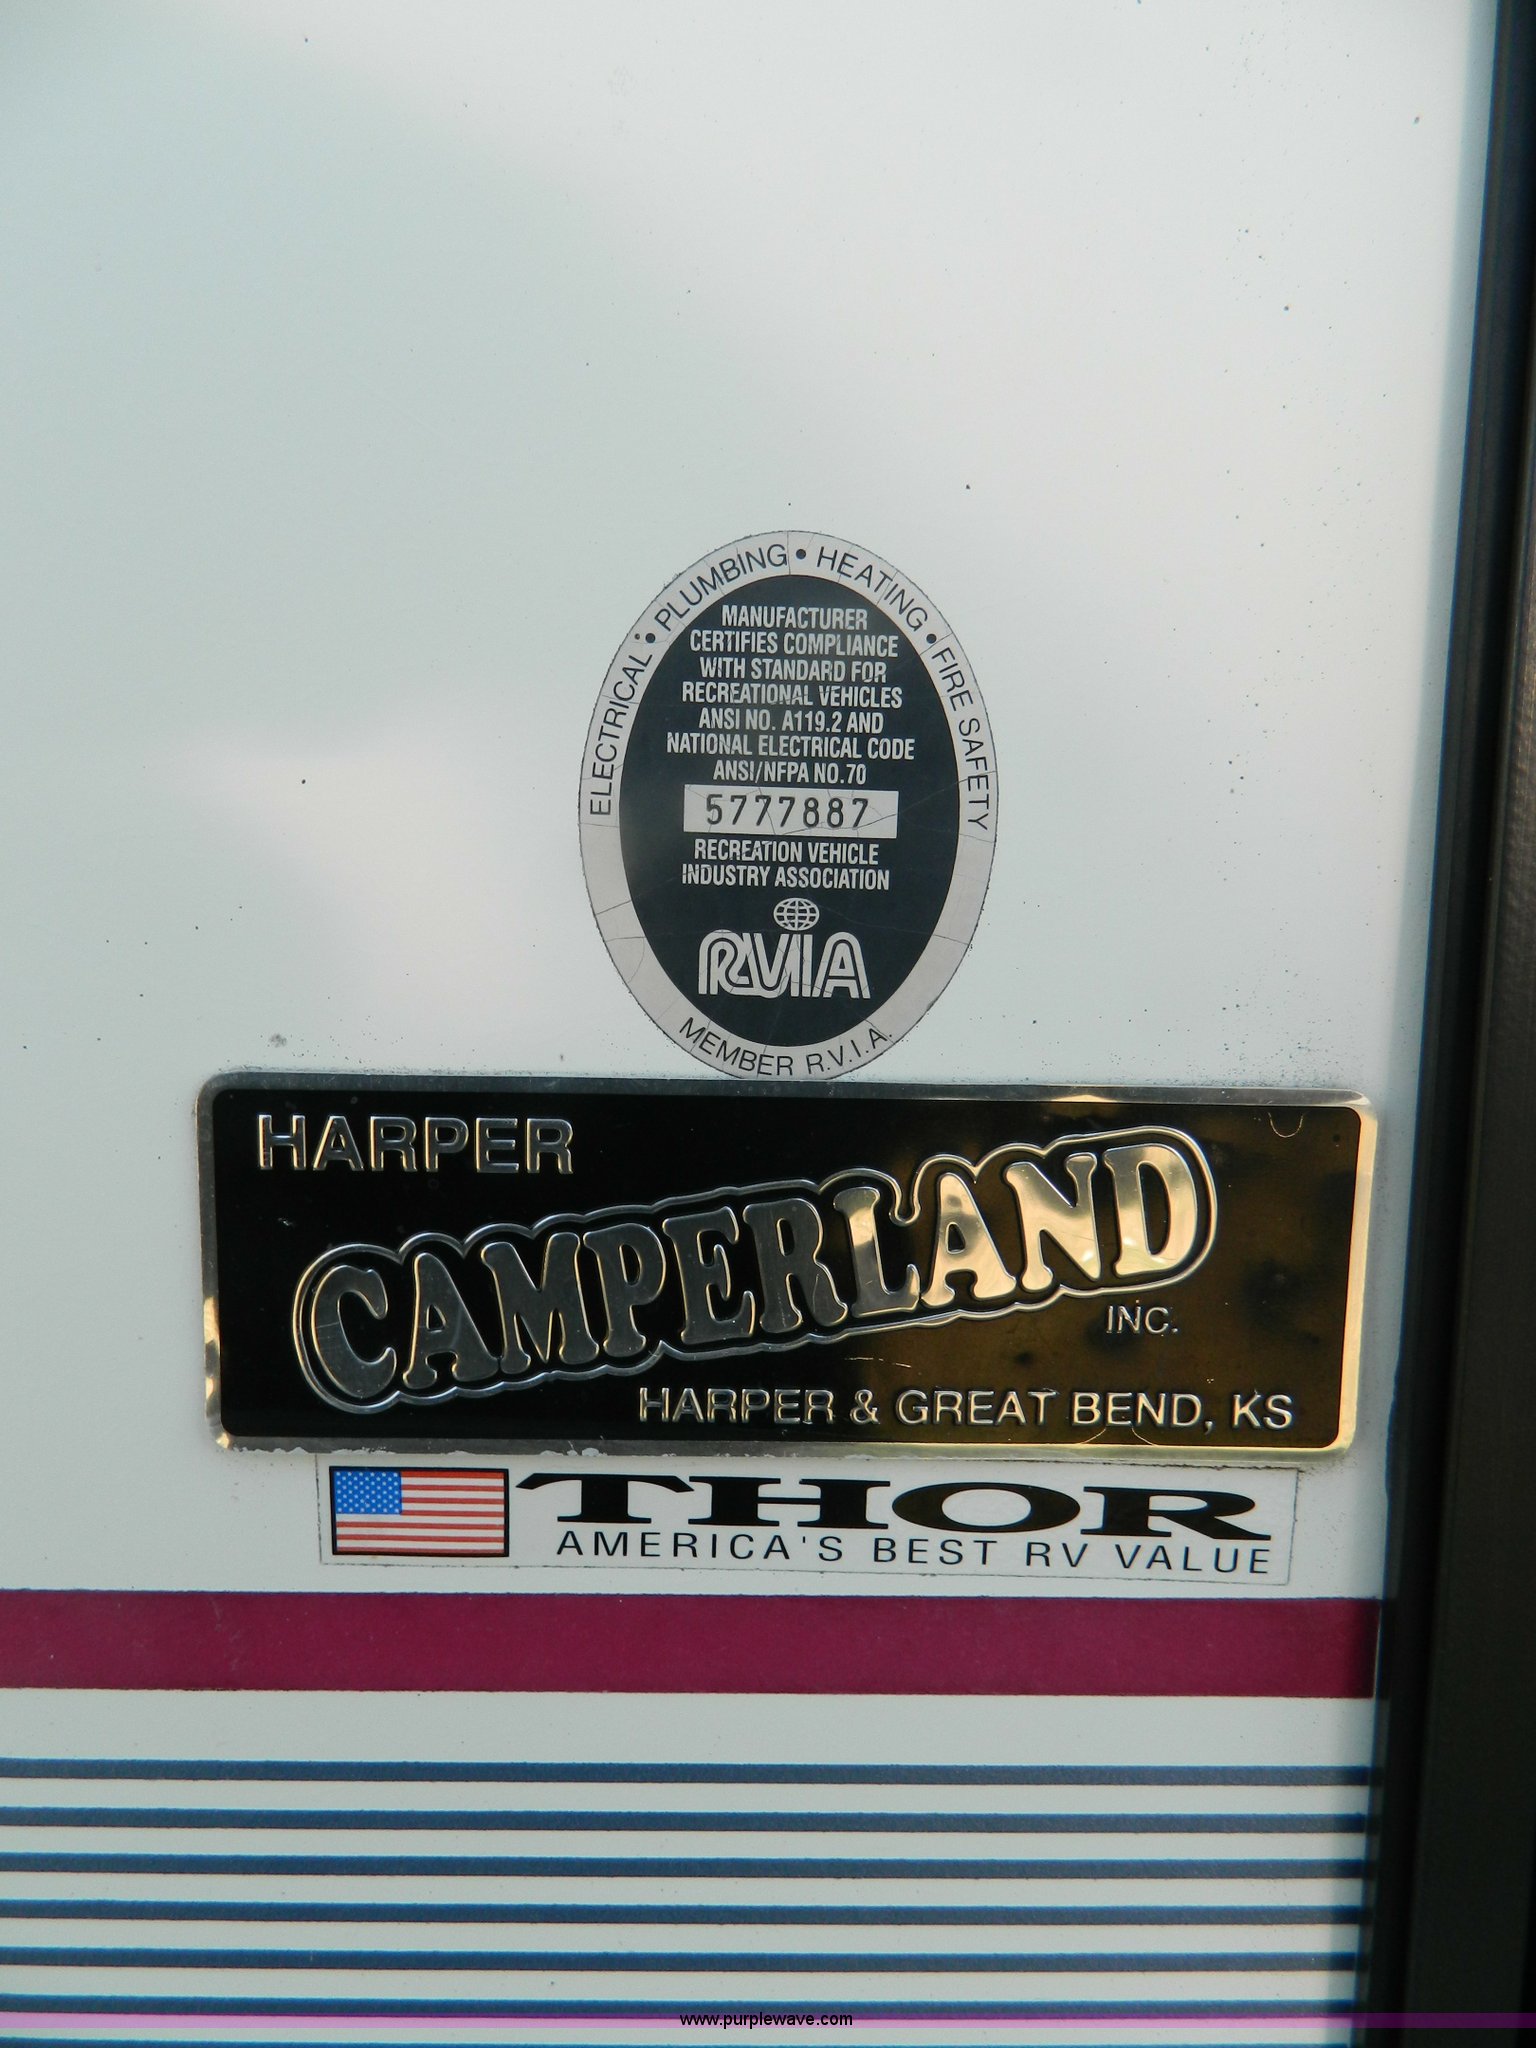 ELECTRICAL • PLUMBING • HEATING • FIRE SAFETY
MANUFACTURER
CERTIFIES COMPLIANCE
WITH STANDARD FOR
RECREATIONAL VEHICLES
ANSI NO. A119.2 AND
NATIONAL ELECTRICAL CODE
ANSI/NFPA NO.70
5777887
RECREATION VEHICLE
INDUSTRY ASSOCIATION
RVIA
MEMBER R.V.I.A.
HARPER
CAMPERLAND
INC.
HARPER & GREAT BEND, KS
THOR
AMERICA'S BEST RV VALUE
www.purplewave.com